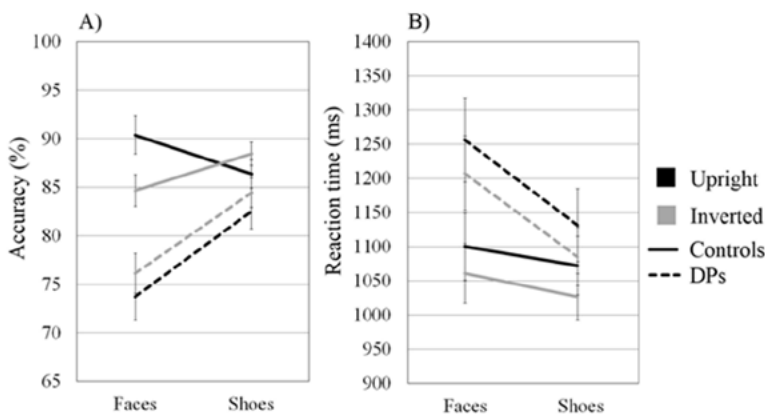 A)
Accuracy (%)
100
95
90
85
80
75
70
65
Faces Shoes
B)
Reaction time (ms)
1400
1350
1300
1250
1200
1150
1100
1050
1000
950
900
Faces Shoes
Upright
Inverted
Controls
DPs